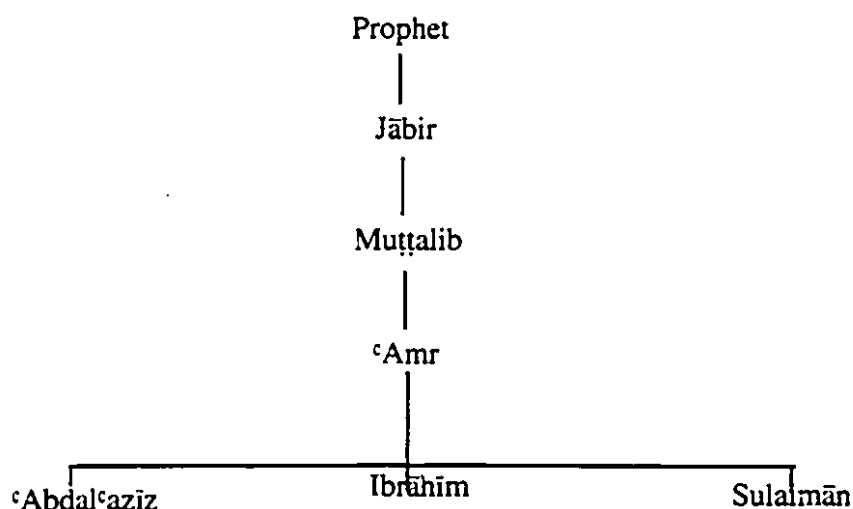 Prophet
Jābir
Muṭṭalib
ᶜAmr
ᶜAbdalᶜazīz Ibrāhīm Sulaimān